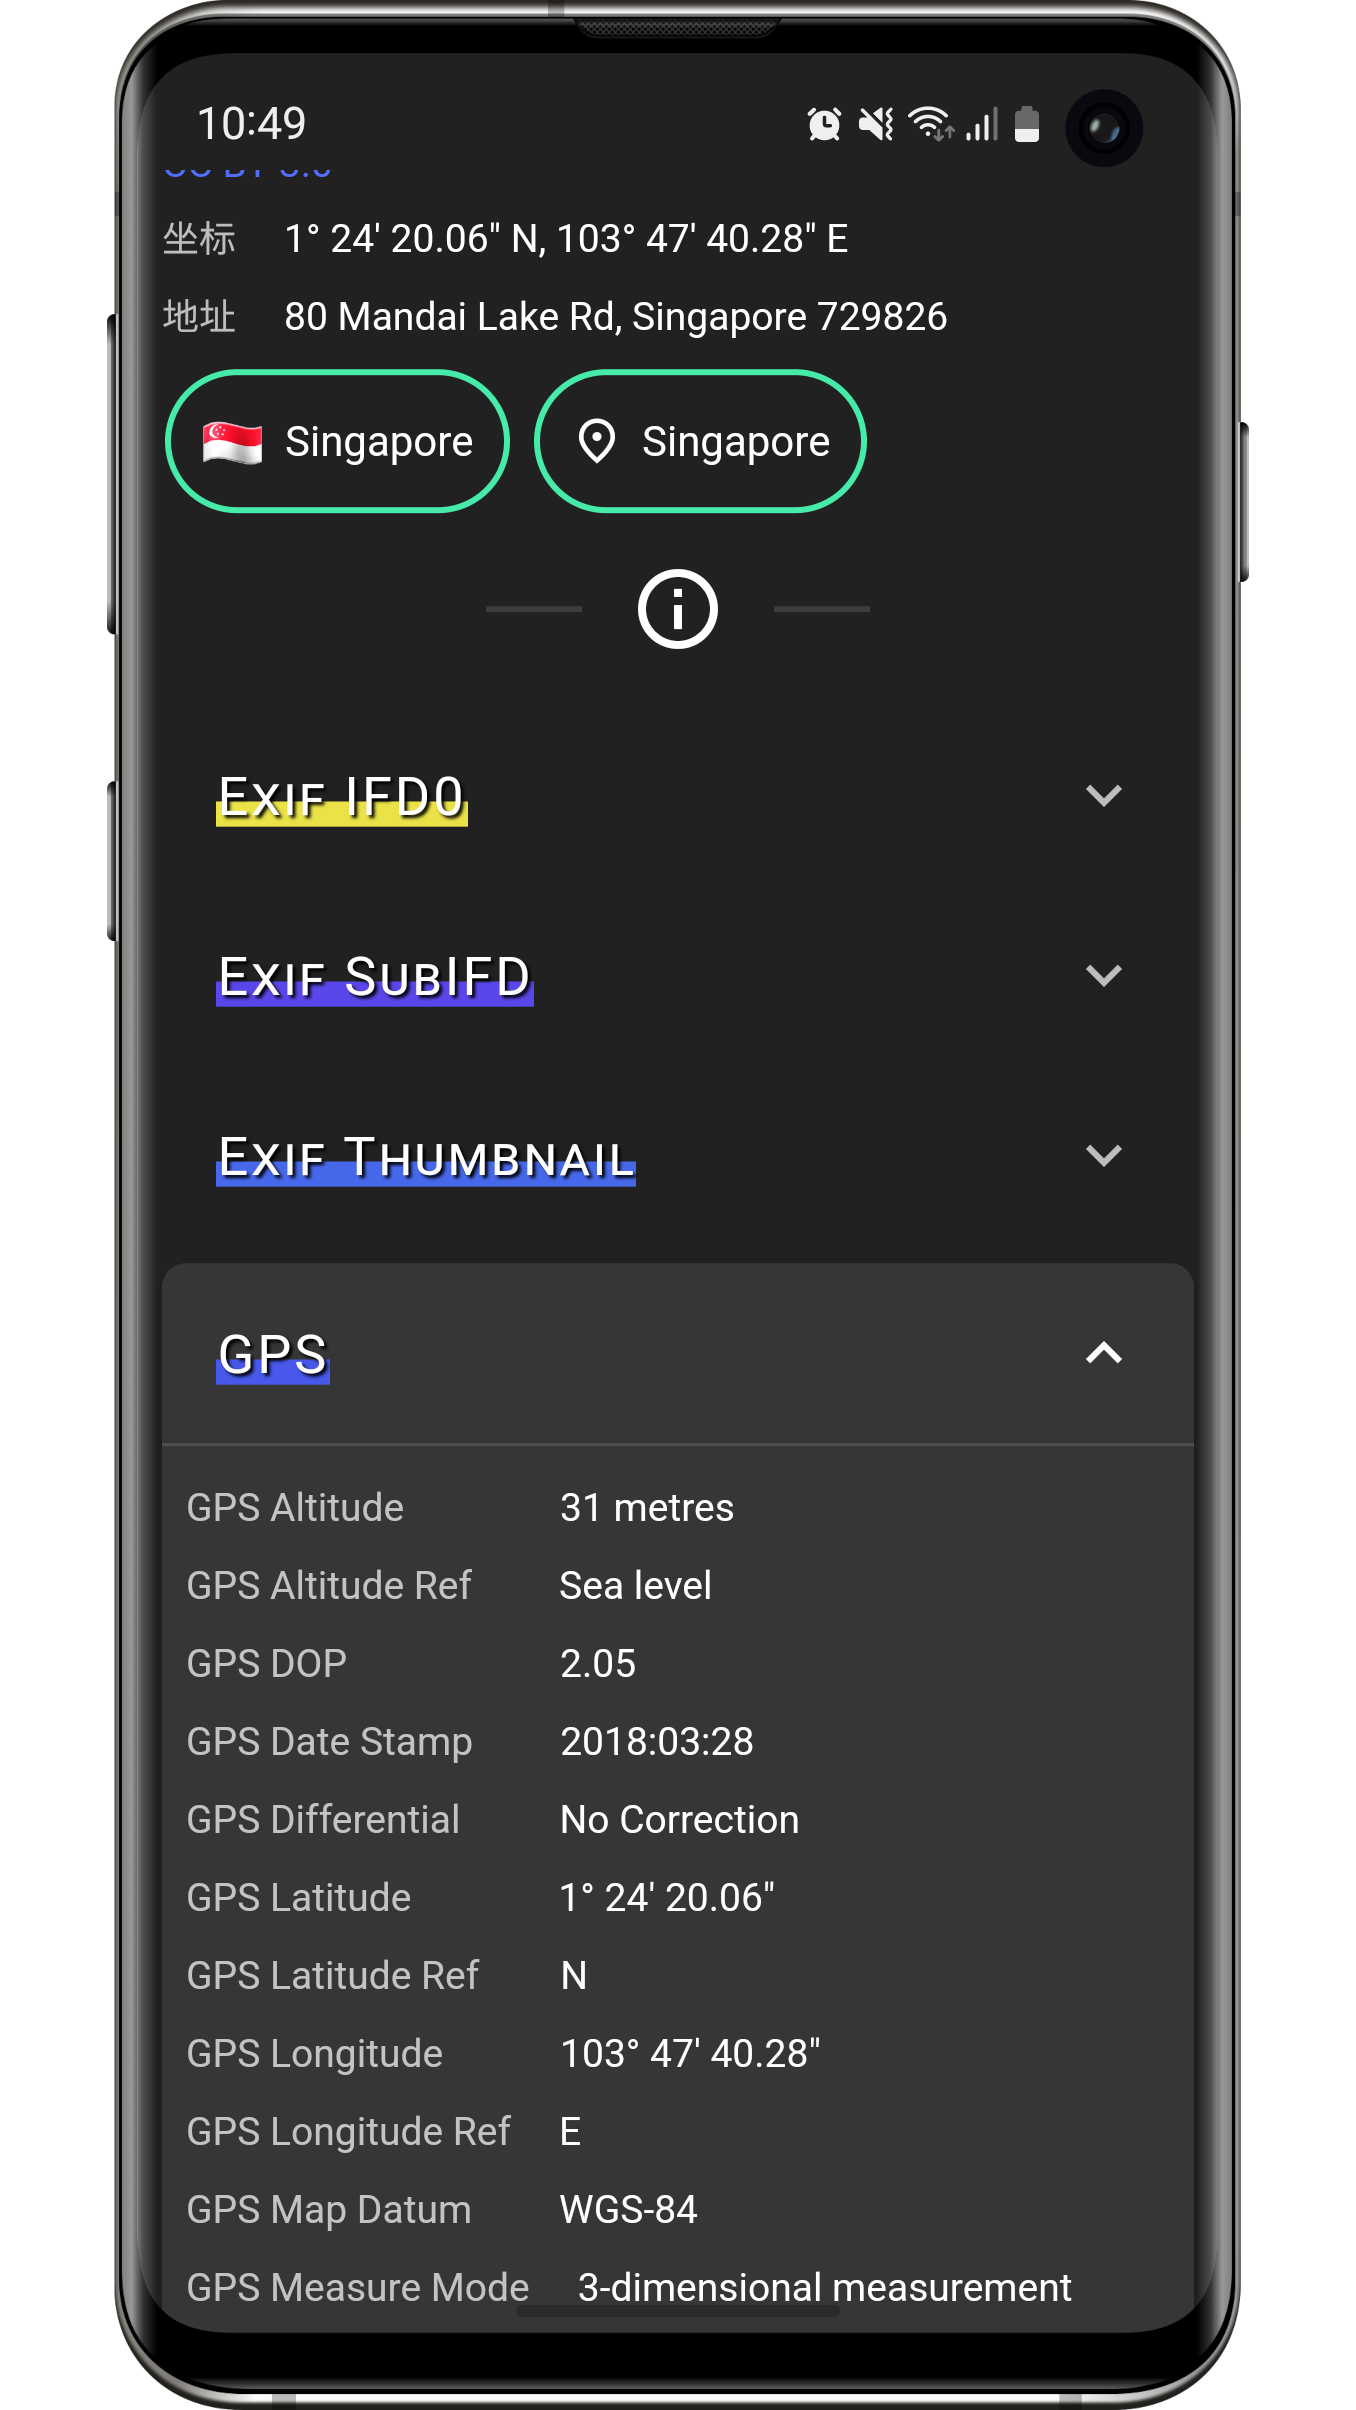 10:49
坐标 1° 24' 20.06" N, 103° 47' 40.28" E
地址 80 Mandai Lake Rd, Singapore 729826
Singapore Singapore
Exif IFD0
Exif SubIFD
Exif Thumbnail
GPS
GPS Altitude 31 metres
GPS Altitude Ref Sea level
GPS DOP 2.05
GPS Date Stamp 2018:03:28
GPS Differential No Correction
GPS Latitude 1° 24' 20.06"
GPS Latitude Ref N
GPS Longitude 103° 47' 40.28"
GPS Longitude Ref E
GPS Map Datum WGS-84
GPS Measure Mode 3-dimensional measurement